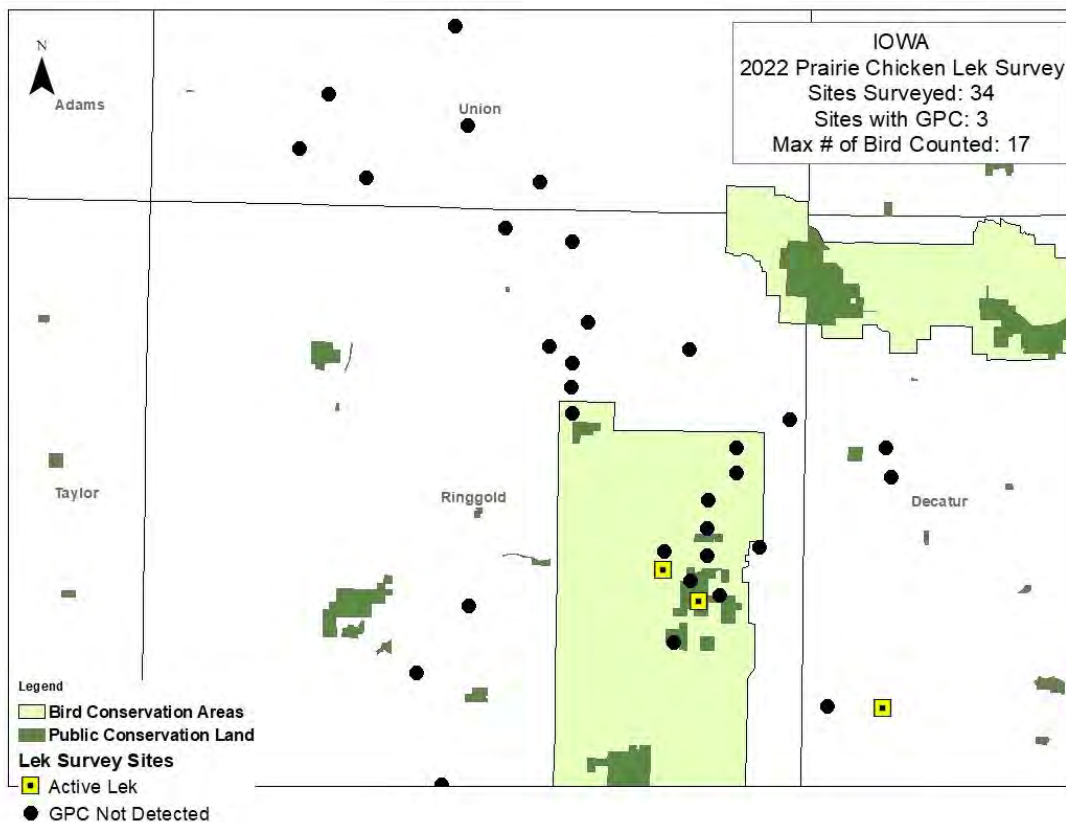 N
Adams
Union
IOWA
2022 Prairie Chicken Lek Survey
Sites Surveyed: 34
Sites with GPC: 3
Max # of Bird Counted: 17
Taylor
Ringgold
Decatur
Legend
Bird Conservation Areas
Public Conservation Land
Lek Survey Sites
Active Lek
GPC Not Detected